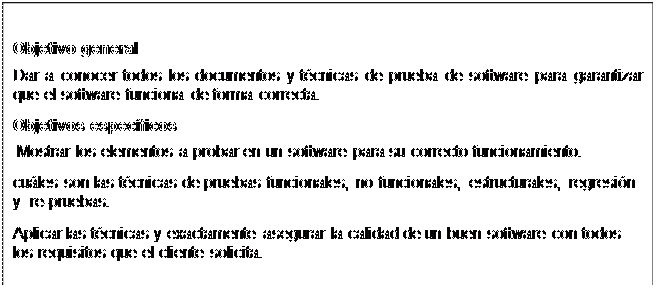 Objetivo general
Dar a conocer todos los documentos y técnicas de prueba de software para garantizar
que el software funciona de forma correcta.
Objetivos específicos
Mostrar los elementos a probar en un software para su correcto funcionamiento.
cuáles son las técnicas de pruebas funcionales, no funcionales, estructurales, regresión
y re pruebas.
Aplicar las técnicas y exactamente asegurar la calidad de un buen software con todos
los requisitos que el cliente solicita.